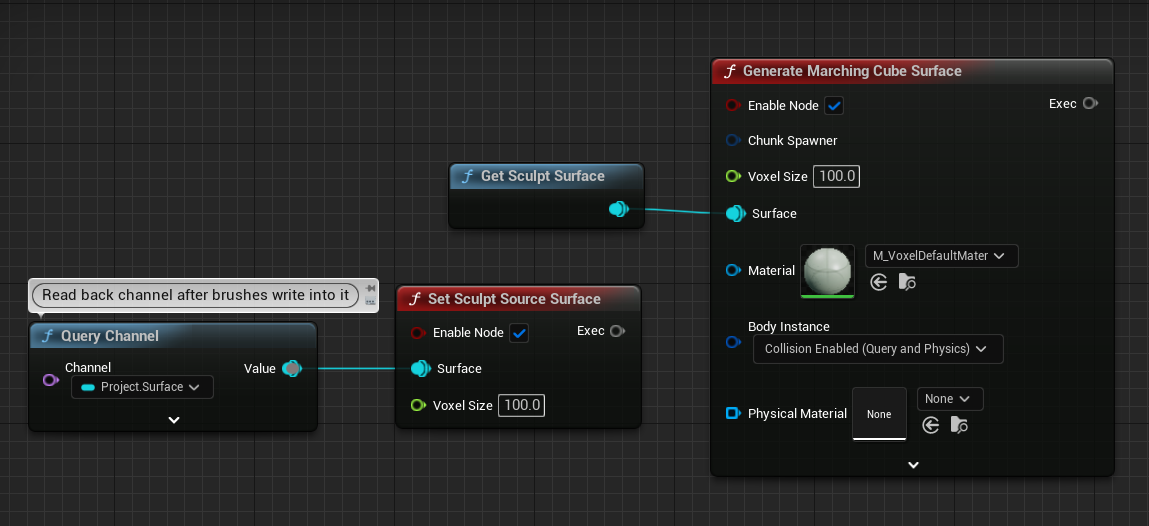 Generate Marching Cube Surface
Enable Node
Exec
Chunk Spawner
Voxel Size 100.0
Surface
Material
M_VoxelDefaultMater
Body Instance
Collision Enabled (Query and Physics)
Physical Material
None
None
Get Sculpt Surface
Read back channel after brushes write into it
Query Channel
Channel
Project.Surface
Value
Set Sculpt Source Surface
Enable Node
Exec
Surface
Voxel Size 100.0